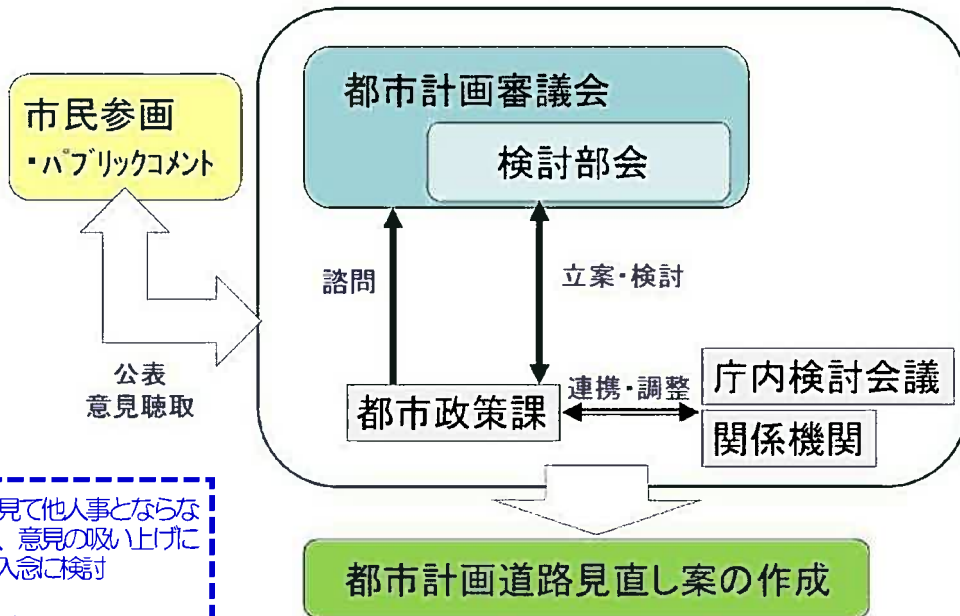 市民参画
・パブリックコメント
都市計画審議会
検討部会
諮問
立案・検討
公表
意見聴取
都市政策課
連携・調整
庁内検討会議
関係機関
見て他人事とならな
、意見の吸い上げに
入念に検討
都市計画道路見直し案の作成